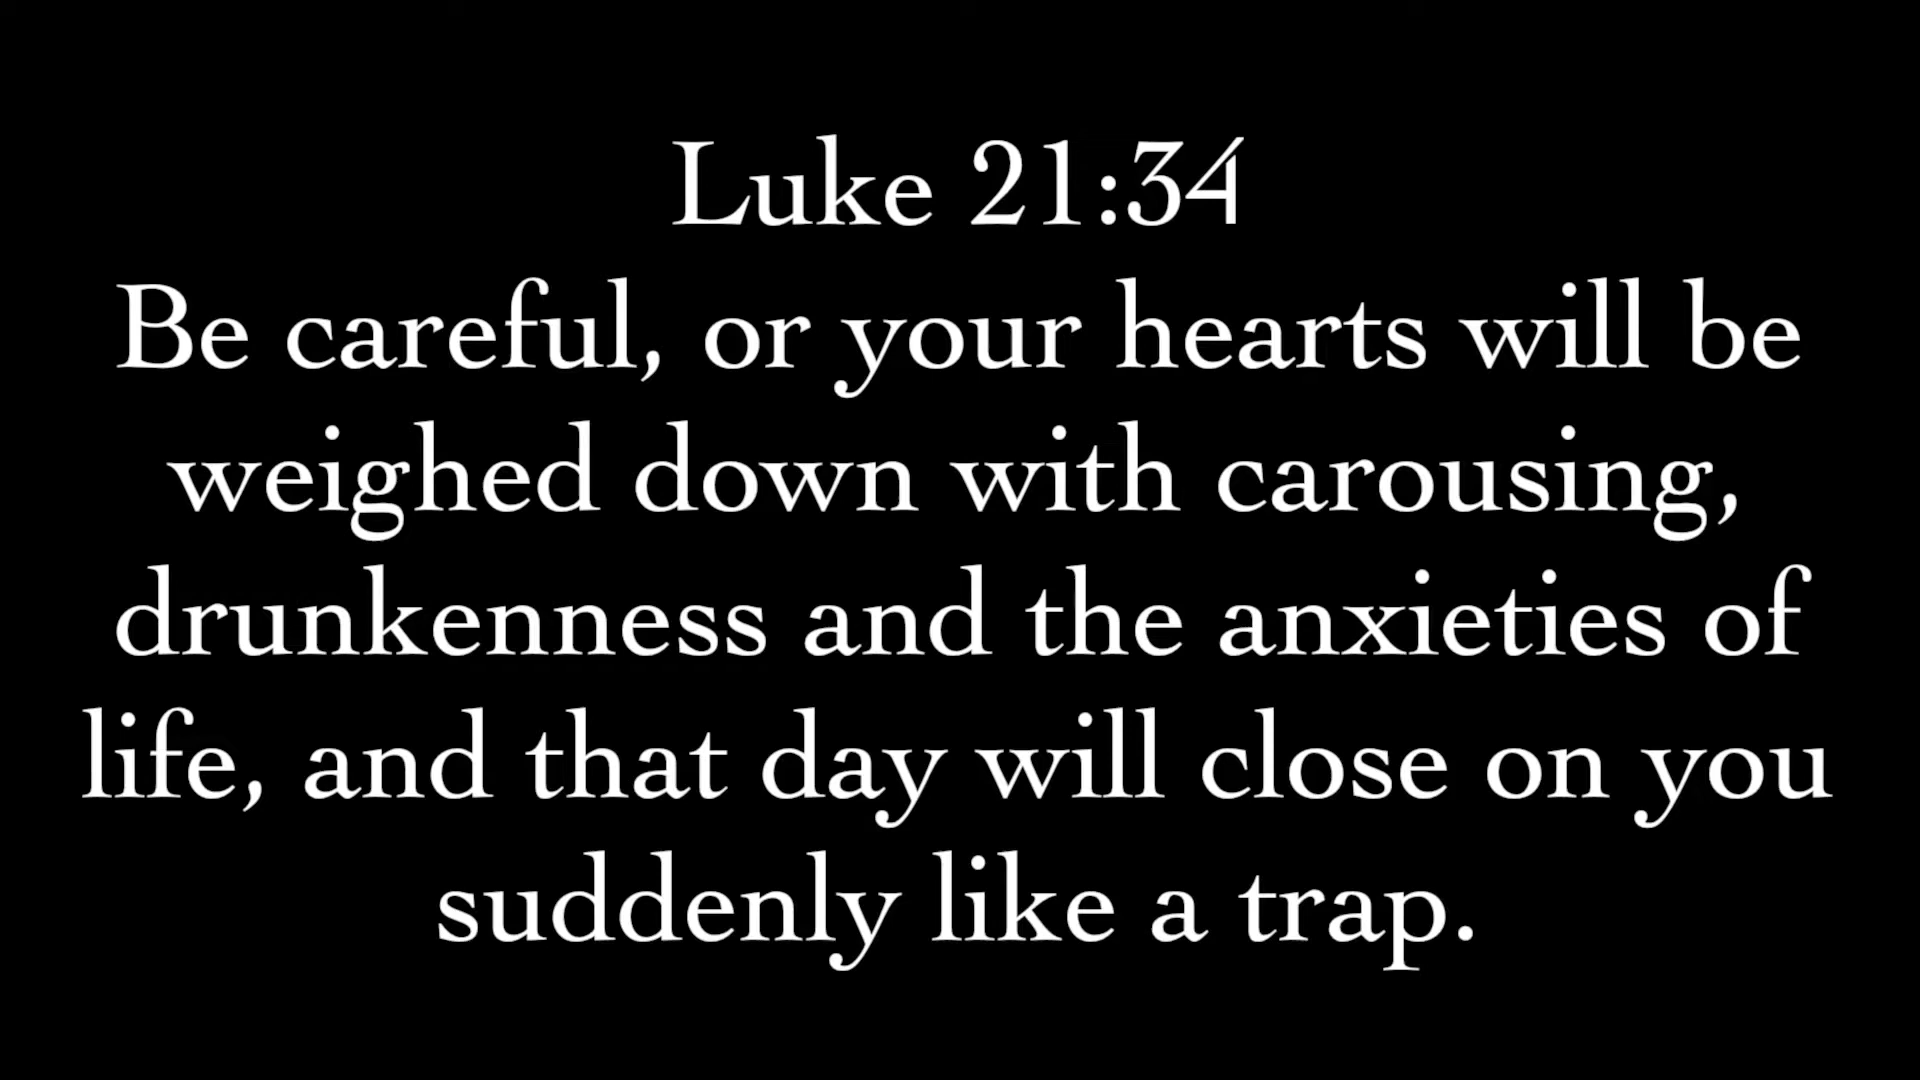 Luke 21:34
Be careful, or your hearts will be
weighed down with carousing,
drunkenness and the anxieties of
life, and that day will close on you
suddenly like a trap.